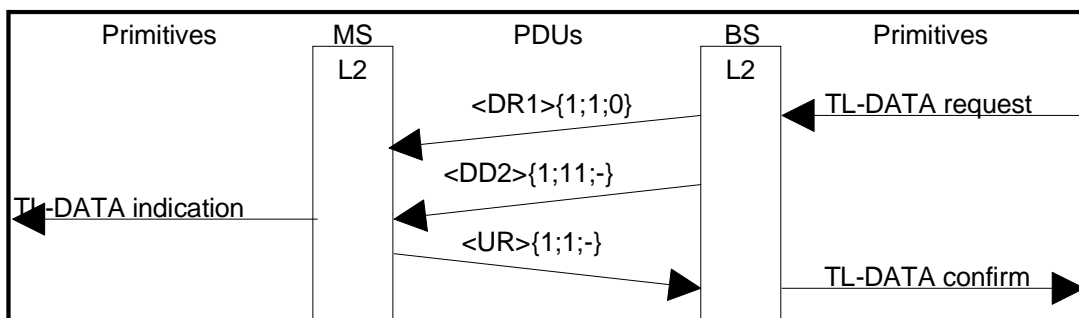 Primitives MS PDUs BS Primitives
L2 L2
<DR1>{1;1;0} TL-DATA request
<DD2>{1;11;-}
TL-DATA indication
<UR>{1;1;-}
TL-DATA confirm